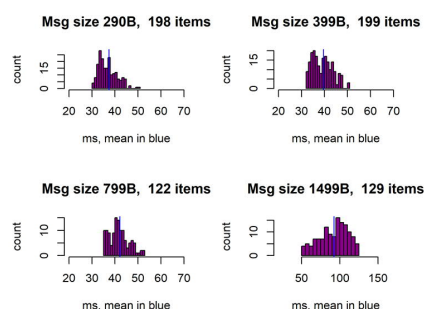 Msg size 290B, 198 items
count
0 15
20 30 40 50 60 70
ms, mean in blue
Msg size 399B, 199 items
count
0 15
20 30 40 50 60 70
ms, mean in blue
Msg size 799B, 122 items
count
0 10
20 30 40 50 60 70
ms, mean in blue
Msg size 1499B, 129 items
count
0 10
50 100 150
ms, mean in blue